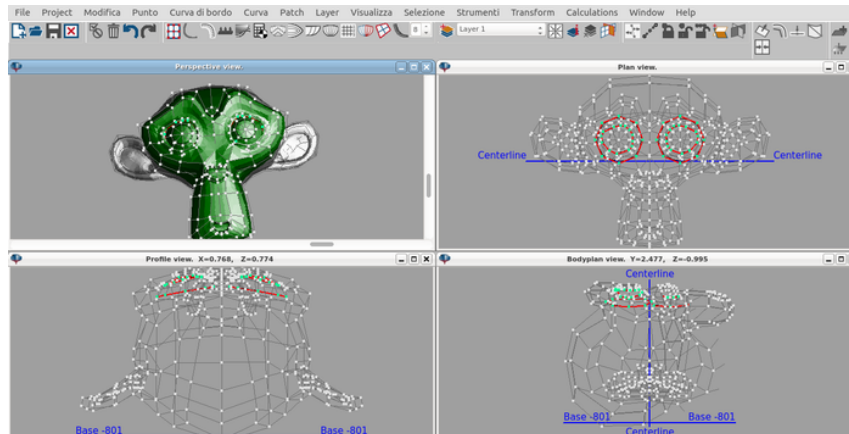 File Project Modifica Punto Curva di bordo Curva Patch Layer Visualizza Selezione Strumenti Transform Calculations Window Help
8 Layer 1
Perspective view.
Plan view.
Centerline Centerline
Profile view. X=0.768, Z=0.774
Bodyplan view. Y=2.477, Z=-0.995
Centerline
Base -801 Base -801
Base -801 Base -801
Centerline